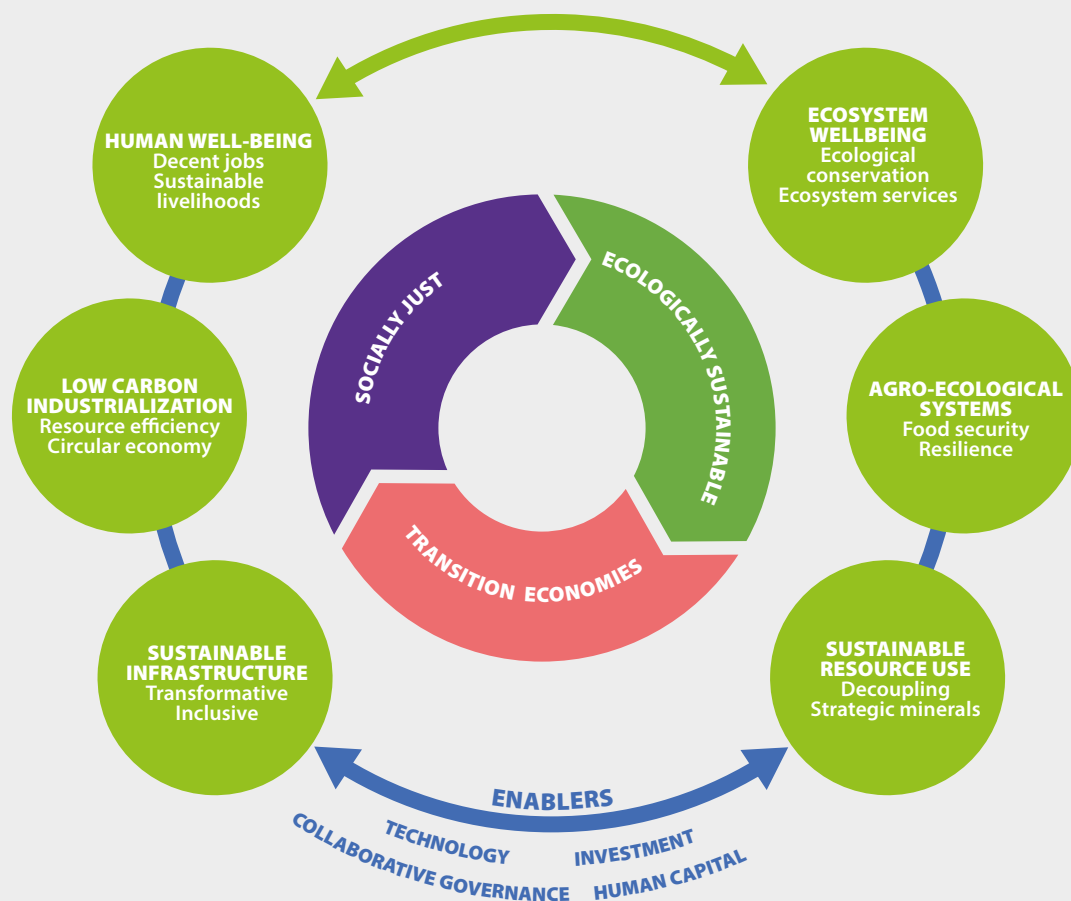 HUMAN WELL-BEING
Decent jobs
Sustainable
livelihoods
ECOSYSTEM
WELLBEING
Ecological
conservation
Ecosystem services
SOCIALLY JUST
ECOLOGICALLY SUSTAINABLE
TRANSITION ECONOMIES
LOW CARBON
INDUSTRIALIZATION
Resource efficiency
Circular economy
AGRO-ECOLOGICAL
SYSTEMS
Food security
Resilience
SUSTAINABLE
INFRASTRUCTURE
Transformative
Inclusive
SUSTAINABLE
RESOURCE USE
Decoupling
Strategic minerals
ENABLERS
TECHNOLOGY
INVESTMENT
COLLABORATIVE GOVERNANCE
HUMAN CAPITAL